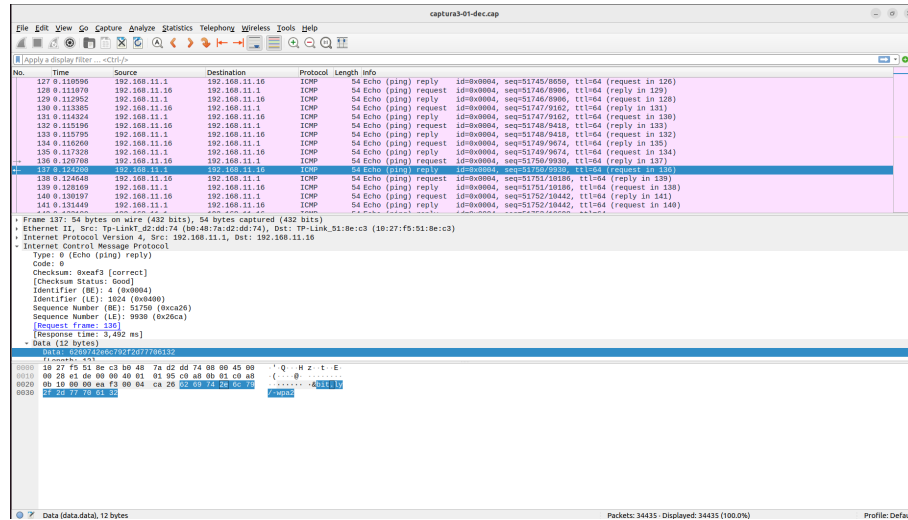 captura3-01-dec.cap
File Edit View Go Capture Analyze Statistics Telephony Wireless Tools Help
Apply a display filter ... <Ctrl-/>
No. Time Source Destination Protocol Length Info
127 0.110596 192.168.11.1 192.168.11.16 ICMP 54 Echo (ping) reply id=0x0004, seq=51745/8650, ttl=64 (request in 126)
128 0.111070 192.168.11.16 192.168.11.1 ICMP 54 Echo (ping) request id=0x0004, seq=51746/8906, ttl=64 (reply in 129)
129 0.112952 192.168.11.1 192.168.11.16 ICMP 54 Echo (ping) reply id=0x0004, seq=51746/8906, ttl=64 (request in 128)
130 0.113385 192.168.11.16 192.168.11.1 ICMP 54 Echo (ping) request id=0x0004, seq=51747/9162, ttl=64 (reply in 131)
131 0.114324 192.168.11.1 192.168.11.16 ICMP 54 Echo (ping) reply id=0x0004, seq=51747/9162, ttl=64 (request in 130)
132 0.115196 192.168.11.16 192.168.11.1 ICMP 54 Echo (ping) request id=0x0004, seq=51748/9418, ttl=64 (reply in 133)
133 0.115795 192.168.11.1 192.168.11.16 ICMP 54 Echo (ping) reply id=0x0004, seq=51748/9418, ttl=64 (request in 132)
134 0.116260 192.168.11.16 192.168.11.1 ICMP 54 Echo (ping) request id=0x0004, seq=51749/9674, ttl=64 (reply in 135)
135 0.117328 192.168.11.1 192.168.11.16 ICMP 54 Echo (ping) reply id=0x0004, seq=51749/9674, ttl=64 (request in 134)
136 0.120708 192.168.11.16 192.168.11.1 ICMP 54 Echo (ping) request id=0x0004, seq=51750/9930, ttl=64 (reply in 137)
137 0.124200 192.168.11.1 192.168.11.16 ICMP 54 Echo (ping) reply id=0x0004, seq=51750/9930, ttl=64 (request in 136)
138 0.124648 192.168.11.16 192.168.11.1 ICMP 54 Echo (ping) request id=0x0004, seq=51751/10186, ttl=64 (reply in 139)
139 0.128169 192.168.11.1 192.168.11.16 ICMP 54 Echo (ping) reply id=0x0004, seq=51751/10186, ttl=64 (request in 138)
140 0.130197 192.168.11.16 192.168.11.1 ICMP 54 Echo (ping) request id=0x0004, seq=51752/10442, ttl=64 (reply in 141)
141 0.131449 192.168.11.1 192.168.11.16 ICMP 54 Echo (ping) reply id=0x0004, seq=51752/10442, ttl=64 (request in 140)
Frame 137: 54 bytes on wire (432 bits), 54 bytes captured (432 bits)
Ethernet II, Src: Tp-LinkT_d2:dd:74 (b0:48:7a:d2:dd:74), Dst: TP-Link_51:8e:c3 (10:27:f5:51:8e:c3)
Internet Protocol Version 4, Src: 192.168.11.1, Dst: 192.168.11.16
Internet Control Message Protocol
Type: 0 (Echo (ping) reply)
Code: 0
Checksum: 0xeaf3 [correct]
[Checksum Status: Good]
Identifier (BE): 4 (0x0004)
Identifier (LE): 1024 (0x0400)
Sequence Number (BE): 51750 (0xca26)
Sequence Number (LE): 9930 (0x26ca)
[Request frame: 136]
[Response time: 3,492 ms]
Data (12 bytes)
Data: 6269742e6c792f2d77706132
[Length: 12]
0000 10 27 f5 51 8e c3 b0 48 7a d2 dd 74 08 00 45 00 ·'·Q···Hz··t··E·
0010 00 28 e1 de 00 00 40 01 01 95 c0 a8 0b 01 c0 a8 ·(····@·········
0020 0b 10 00 00 ea f3 00 04 ca 26 62 69 74 2e 6c 79 ·········&bit.ly
0030 2f 2d 77 70 61 32 /-wpa2
Data (data.data), 12 bytes
Packets: 34435 · Displayed: 34435 (100.0%)
Profile: Defau